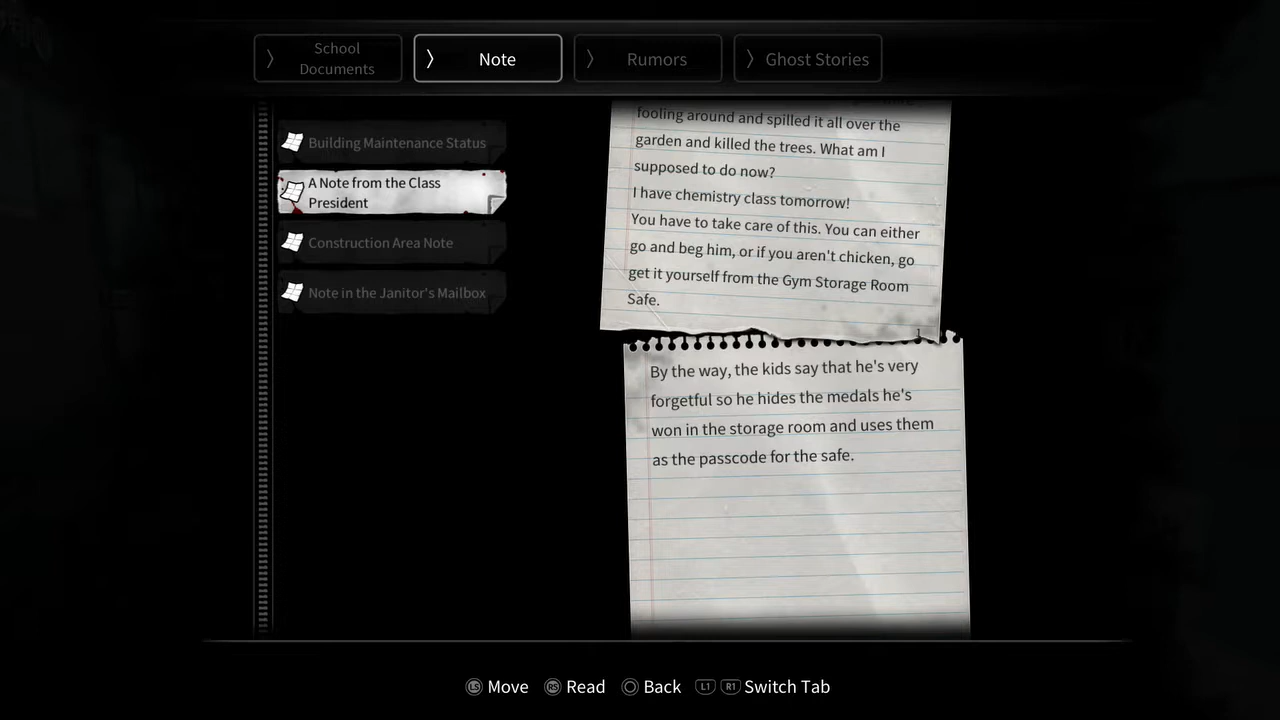 School
Documents
Note
Rumors
Ghost Stories
Building Maintenance Status
A Note from the Class
President
Construction Area Note
Note in the Janitor's Mailbox
fooling around and spilled it all over the
garden and killed the trees. What am I
supposed to do now?
I have chemistry class tomorrow!
You have to take care of this. You can either
go and beg him, or if you aren't chicken, go
get it yourself from the Gym Storage Room
Safe.
1
By the way, the kids say that he's very
forgetful so he hides the medals he's
won in the storage room and uses them
as the passcode for the safe.
LS Move RS Read Back L1 R1 Switch Tab